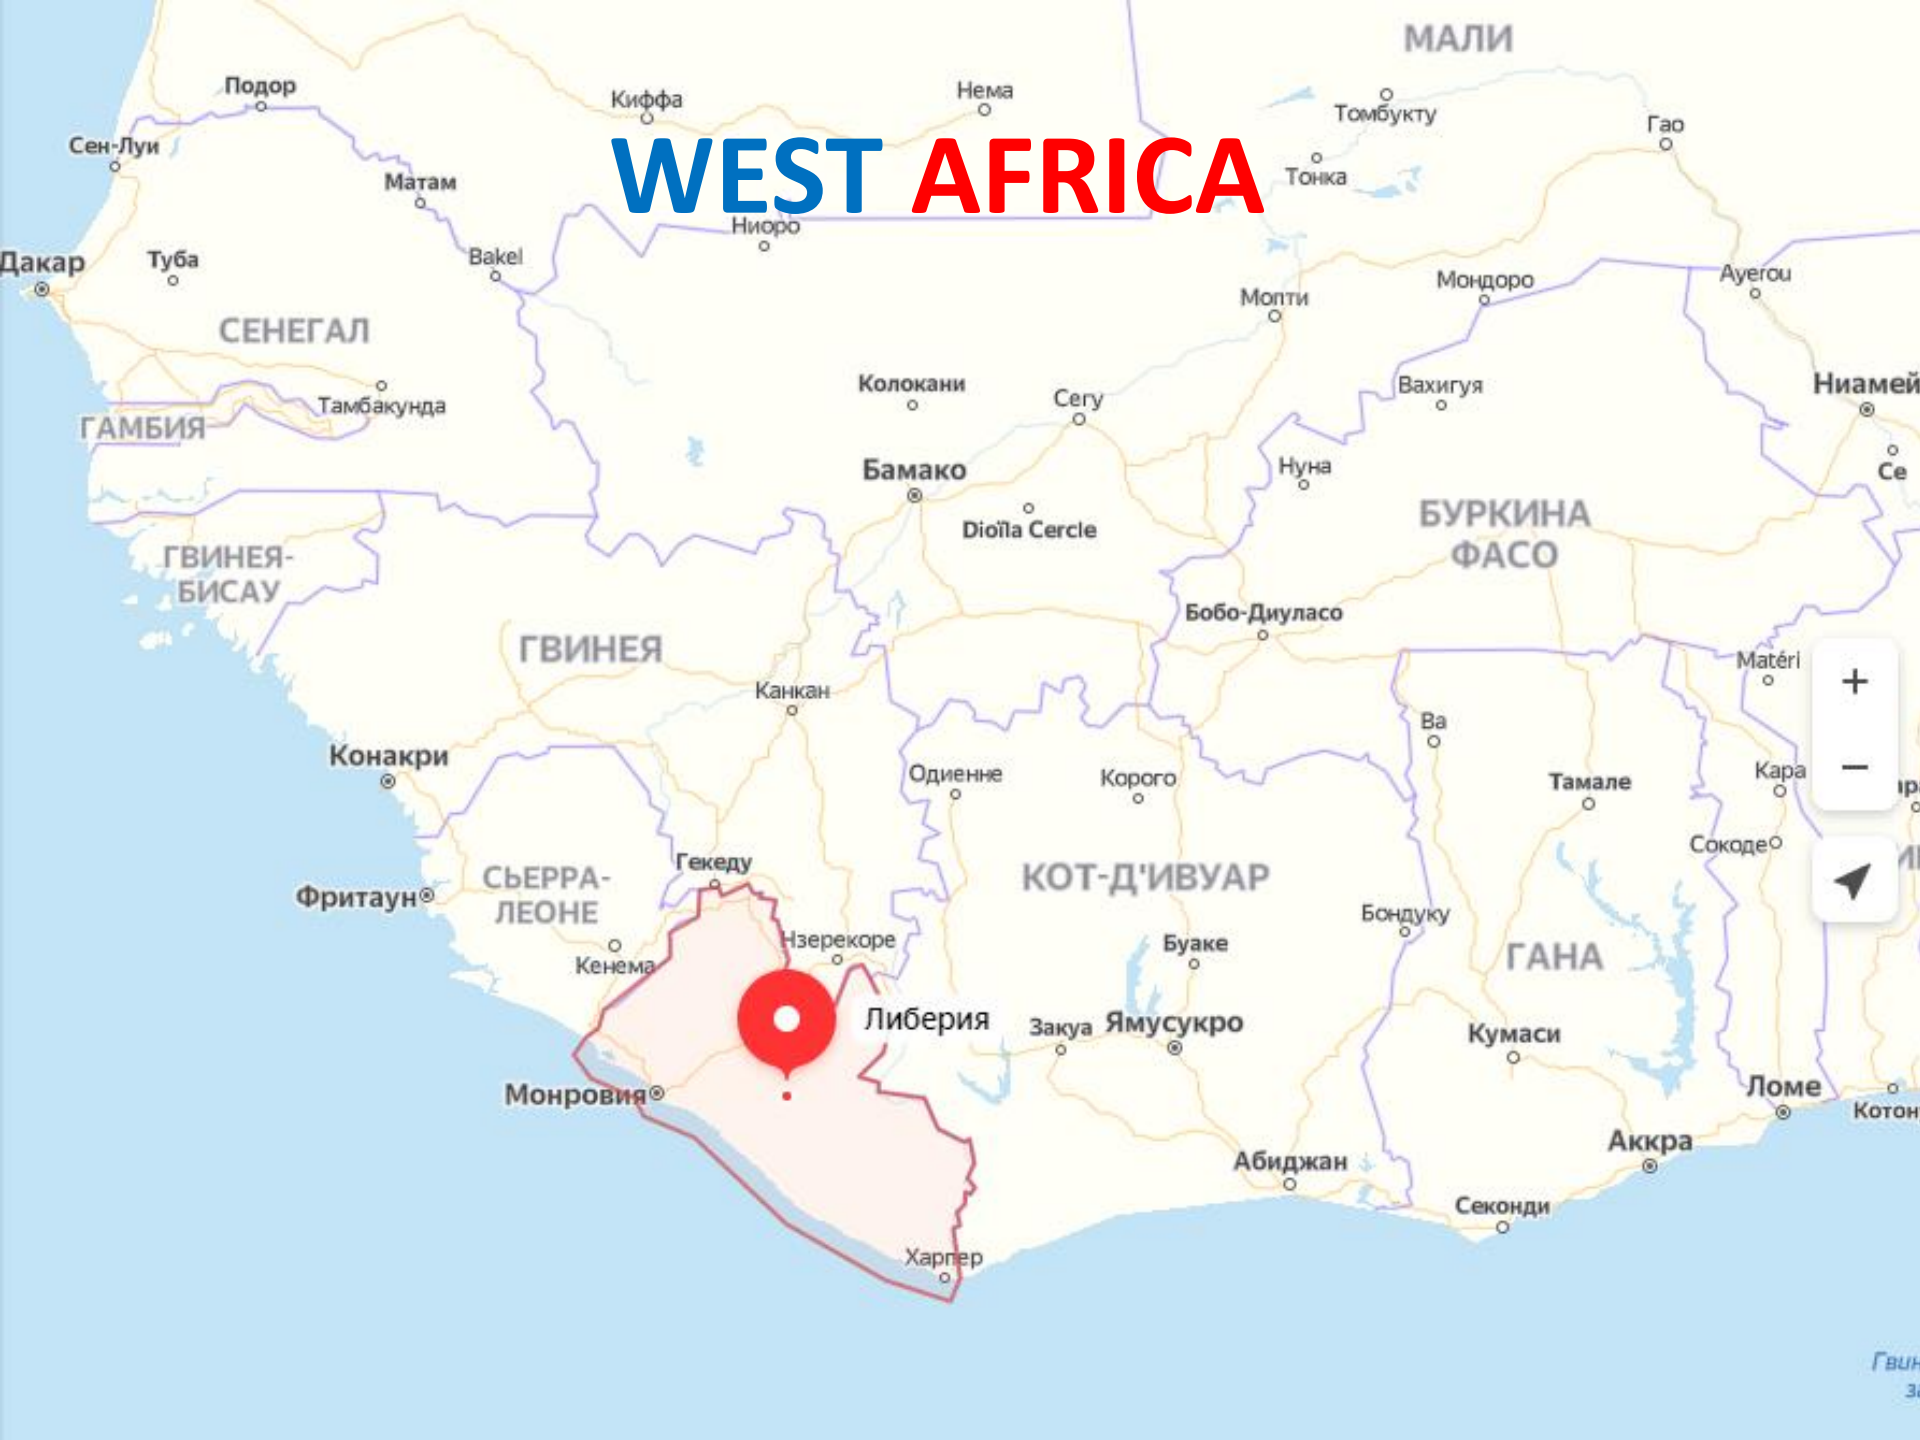 МАЛИ
Подор
Киффа
Нема
Томбукту
Гао
Сен-Луи
WEST AFRICA
Матам
Тонка
Ниоро
Дакар
Туба
Bakel
Мондоро
Ayerou
Мопти
СЕНЕГАЛ
Колокани
Сегу
Вахигуя
Ниамей
Тамбакунда
ГАМБИЯ
Бамако
Нуна
Се
Dioïla Cercle
БУРКИНА
ФАСО
ГВИНЕЯ-
БИСАУ
Бобо-Диуласо
ГВИНЕЯ
Matéri
+
Канкан
Ва
Конакри
Одиенне
Корого
Тамале
Кара
−
Сокоде
Гекеду
СЬЕРРА-
ЛЕОНЕ
КОТ-Д'ИВУАР
Фритаун
Бондуку
Нзерекоре
Кенема
Буаке
ГАНА
Либерия
Закуа
Ямусукро
Кумаси
Монровия
Ломе
Котон
Аккра
Абиджан
Секонди
Харпер
Гвин